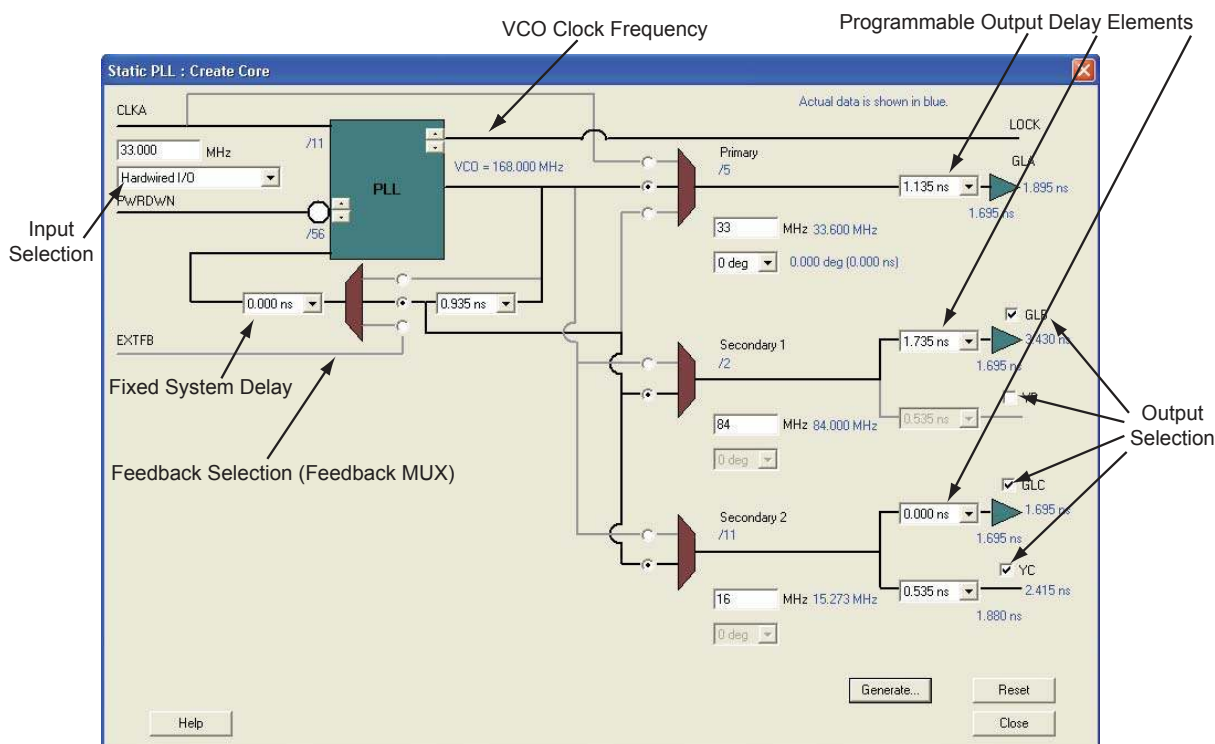 VCO Clock Frequency
Programmable Output Delay Elements
Static PLL : Create Core
Actual data is shown in blue.
CLKA
33.000 MHz
/11
Hardwired I/O
PWRDWN
/56
PLL
VCO = 168.000 MHz
LOCK
Primary
/5
GLA
1.135 ns
1.895 ns
1.695 ns
33 MHz 33.600 MHz
0 deg 0.000 deg (0.000 ns)
Input
Selection
0.000 ns
0.935 ns
EXTFB
Fixed System Delay
Feedback Selection (Feedback MUX)
Secondary 1
/2
GLB
1.735 ns
3.430 ns
1.695 ns
YB
0.535 ns
84 MHz 84.000 MHz
0 deg
Output
Selection
Secondary 2
/11
GLC
0.000 ns
1.695 ns
1.695 ns
YC
0.535 ns
2.415 ns
1.880 ns
16 MHz 15.273 MHz
0 deg
Generate...
Reset
Help
Close